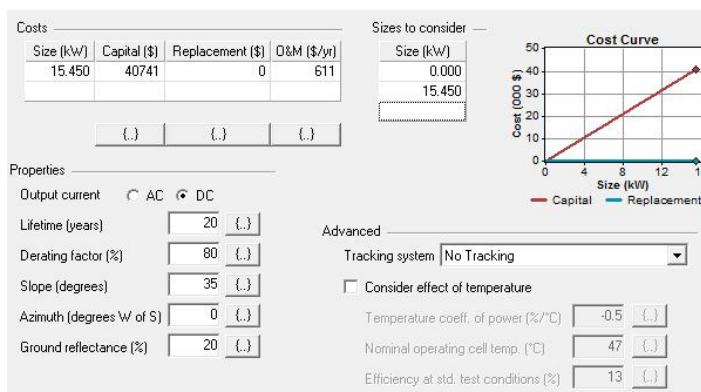 Costs
Size (kW) Capital ($) Replacement ($) O&M ($/yr)
15.450 40741 0 611
{..} {..} {..}
Sizes to consider
Size (kW)
0.000
15.450
Cost Curve
Cost (000 $)
50
40
30
20
10
0
0 4 8 12 1
Size (kW)
Capital Replacement
Properties
Output current AC DC
Lifetime (years) 20 {..}
Derating factor (%) 80 {..}
Slope (degrees) 35 {..}
Azimuth (degrees W of S) 0 {..}
Ground reflectance (%) 20 {..}
Advanced
Tracking system No Tracking
Consider effect of temperature
Temperature coeff. of power (%/°C) -0.5 {..}
Nominal operating cell temp. (°C) 47 {..}
Efficiency at std. test conditions (%) 13 {..}